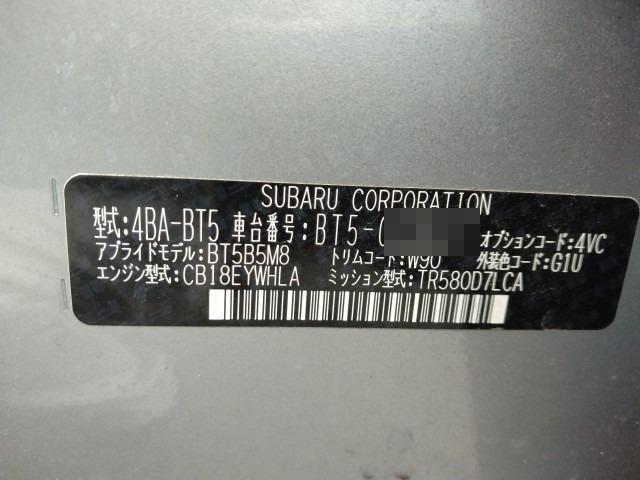 SUBARU CORPORATION
型式:4BA-BT5 車台番号:BT5-0
アプライドモデル:BT5B5M8 トリムコード:W90 オプションコード:4VC
エンジン型式:CB18EYWHLA ミッション型式:TR580D7LCA 外装色コード:G1U